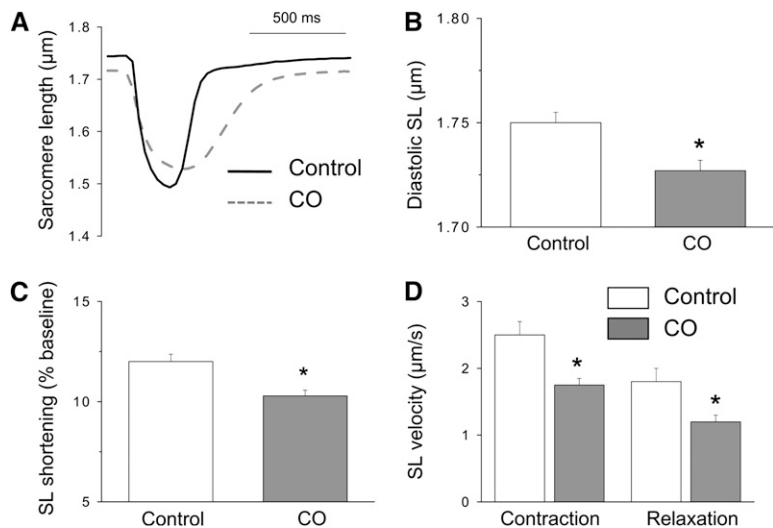 A
500 ms
Sarcomere length (µm)
1.8
1.7
1.6
1.5
1.4
Control
CO
B
Diastolic SL (µm)
1.80
1.75
1.70
*
Control
CO
C
SL shortening (% baseline)
15
10
5
*
Control
CO
D
SL velocity (µm/s)
3
2
1
0
Control
CO
*
*
Contraction
Relaxation